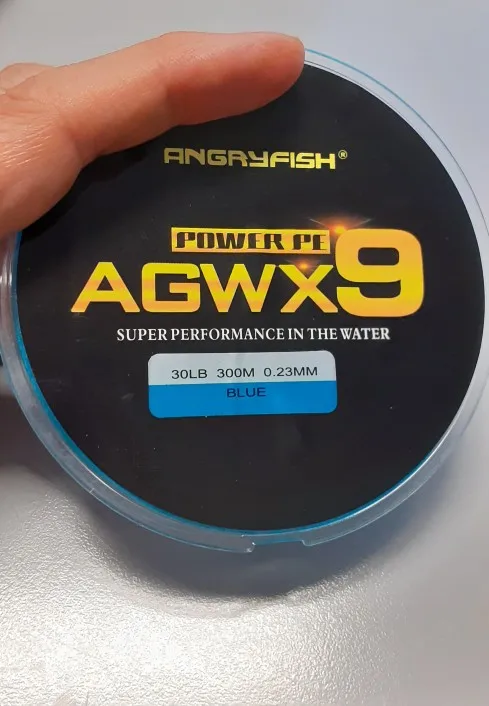 ANGRYFISH®
POWER PE
AGWX9
SUPER PERFORMANCE IN THE WATER
30LB 300M 0.23MM
BLUE